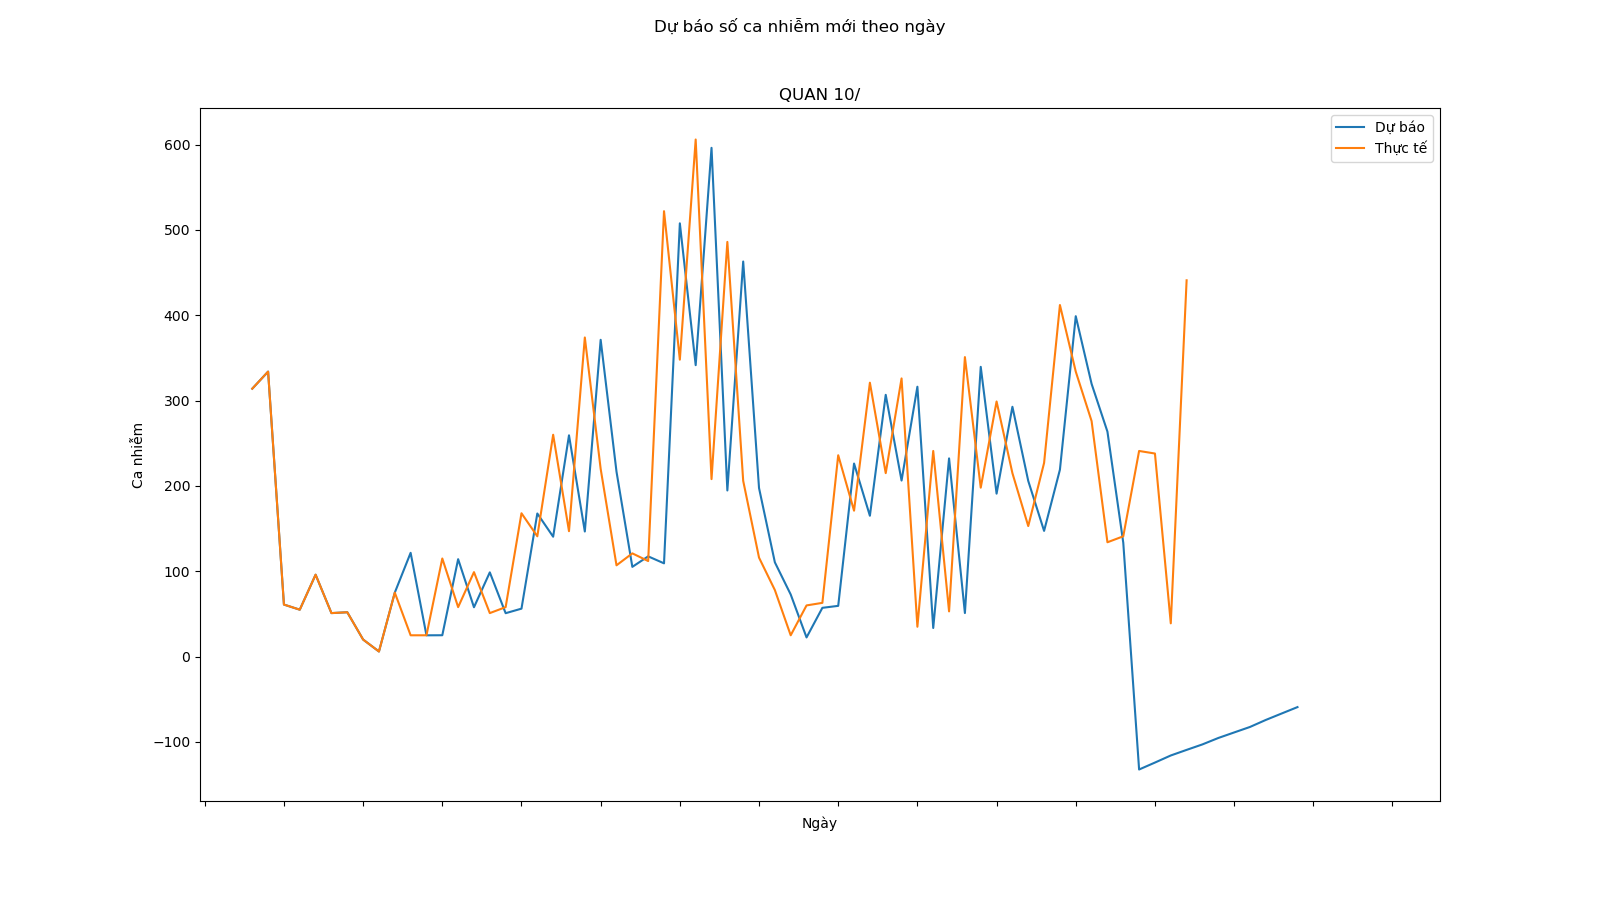 Dự báo số ca nhiễm mới theo ngày
QUAN 10/
Dự báo
Thực tế
600
500
400
300
200
100
0
−100
Ca nhiễm
Ngày